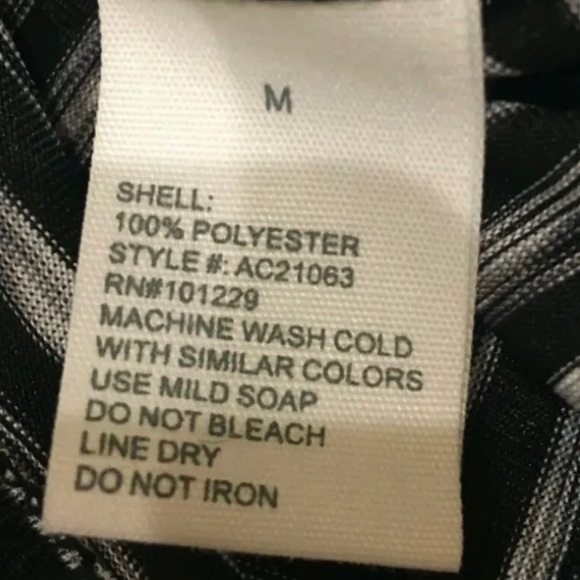 M
SHELL:
100% POLYESTER
STYLE #: AC21063
RN#101229
MACHINE WASH COLD
WITH SIMILAR COLORS
USE MILD SOAP
DO NOT BLEACH
LINE DRY
DO NOT IRON